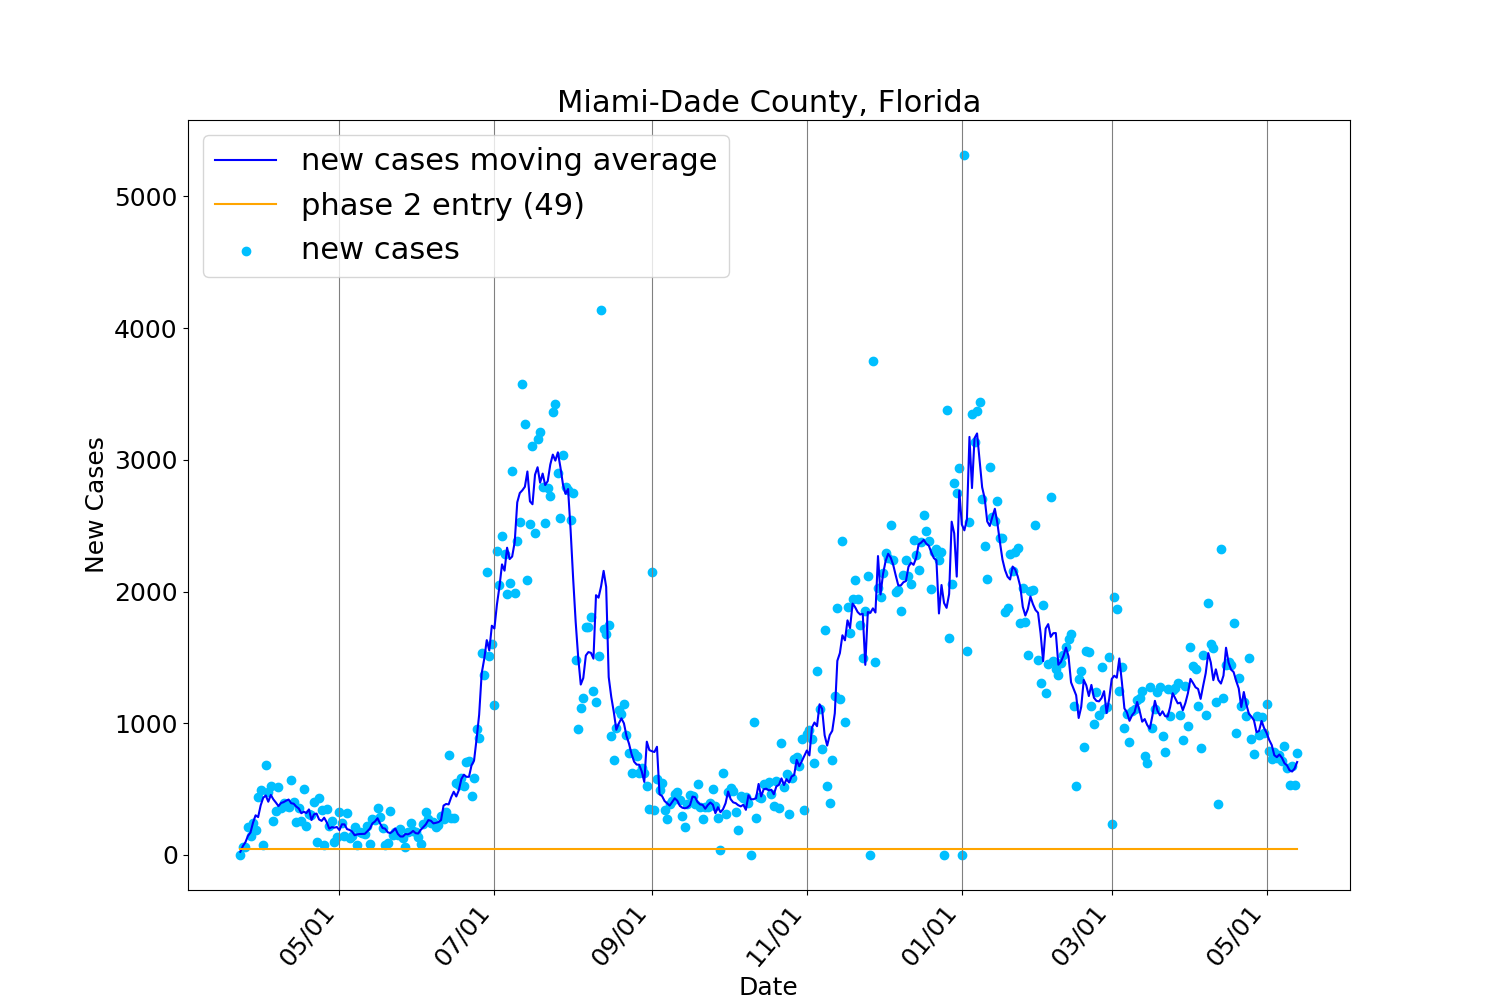 Miami-Dade County, Florida
new cases moving average
phase 2 entry (49)
new cases
5000
4000
3000
2000
1000
0
New Cases
05/01
07/01
09/01
11/01
01/01
03/01
05/01
Date